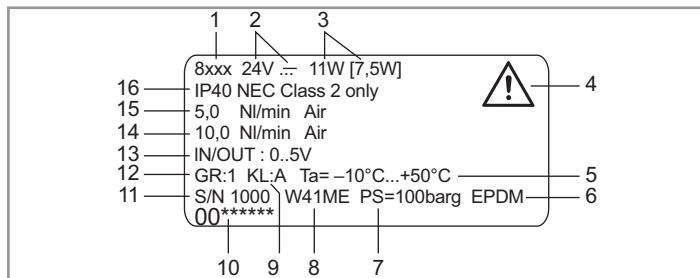 1 2 3
8xxx 24V ⎓ 11W [7,5W]
4
16 IP40 NEC Class 2 only
15 5,0 Nl/min Air
14 10,0 Nl/min Air
13 IN/OUT : 0..5V
12 GR:1 KL:A Ta= –10°C...+50°C 5
11 S/N 1000 W41ME PS=100barg EPDM 6
00******
10 9 8 7